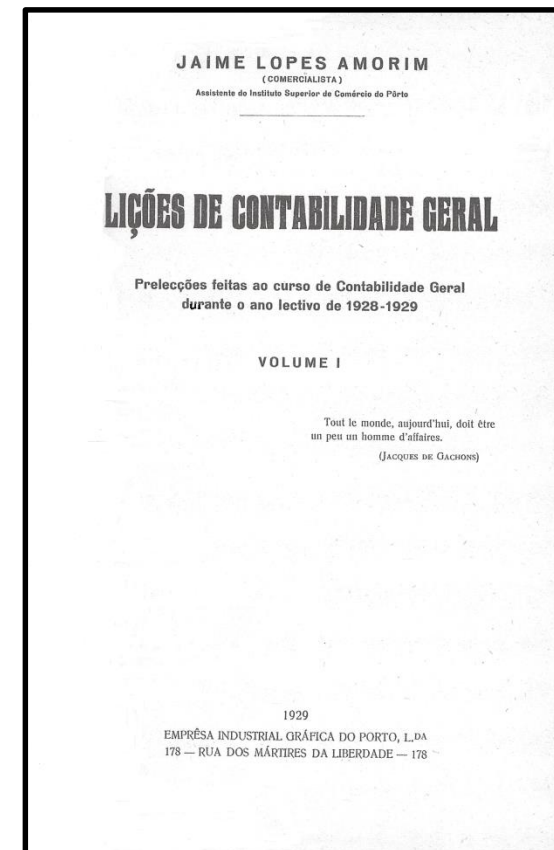 JAIME LOPES AMORIM
(COMERCIALISTA)
Assistente do Instituto Superior de Comércio do Pôrto
LIÇÕES DE CONTABILIDADE GERAL
Prelecções feitas ao curso de Contabilidade Geral
durante o ano lectivo de 1928-1929
VOLUME I
Tout le monde, aujourd'hui, doit être
un peu un homme d'affaires.
(JACQUES DE GACHONS)
1929
EMPRÊSA INDUSTRIAL GRÁFICA DO PORTO, L.DA
178 — RUA DOS MÁRTIRES DA LIBERDADE — 178